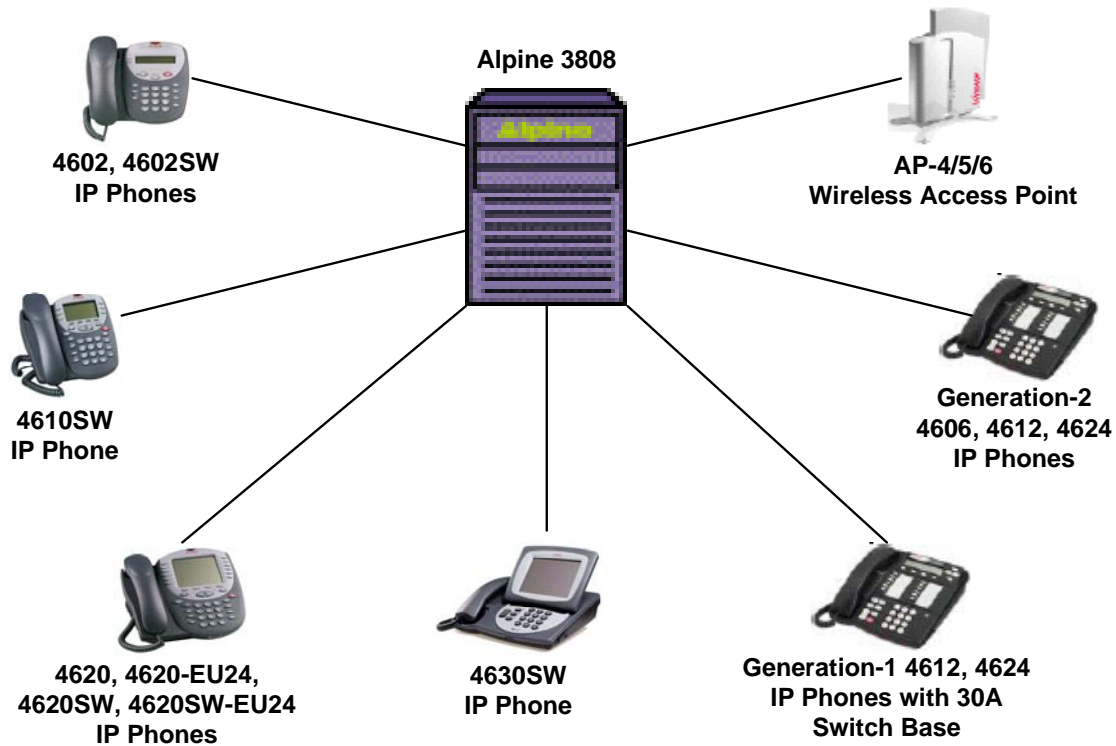 Alpine 3808
Alpine
4602, 4602SW
IP Phones
AP-4/5/6
Wireless Access Point
4610SW
IP Phone
Generation-2
4606, 4612, 4624
IP Phones
4620, 4620-EU24,
4620SW, 4620SW-EU24
IP Phones
4630SW
IP Phone
Generation-1 4612, 4624
IP Phones with 30A
Switch Base